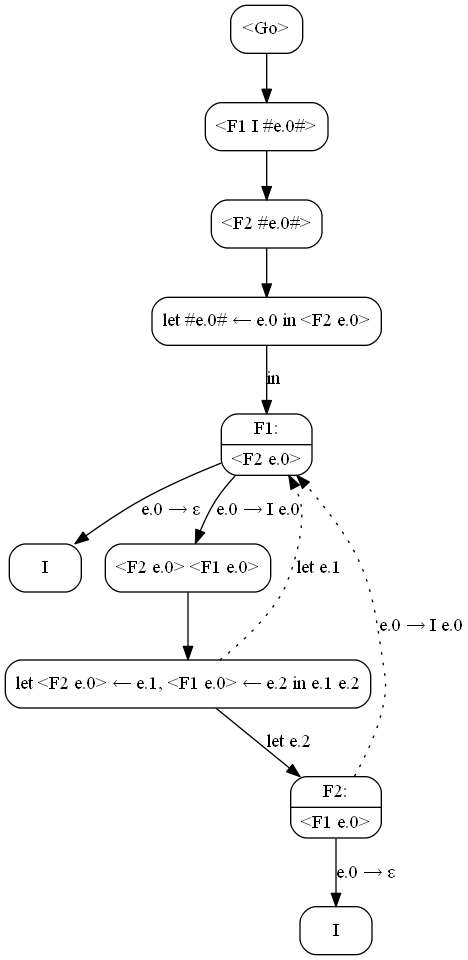 <Go>
<F1 I #e.0#>
<F2 #e.0#>
let #e.0# ← e.0 in <F2 e.0>
in
F1:
<F2 e.0>
e.0 → ε
e.0 → I e.0
I
<F2 e.0> <F1 e.0>
let e.1
e.0 → I e.0
let <F2 e.0> ← e.1, <F1 e.0> ← e.2 in e.1 e.2
let e.2
F2:
<F1 e.0>
e.0 → ε
I